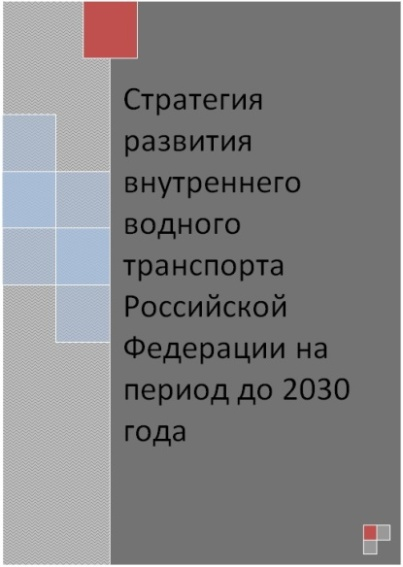 Стратегия
развития
внутреннего
водного
транспорта
Российской
Федерации на
период до 2030
года